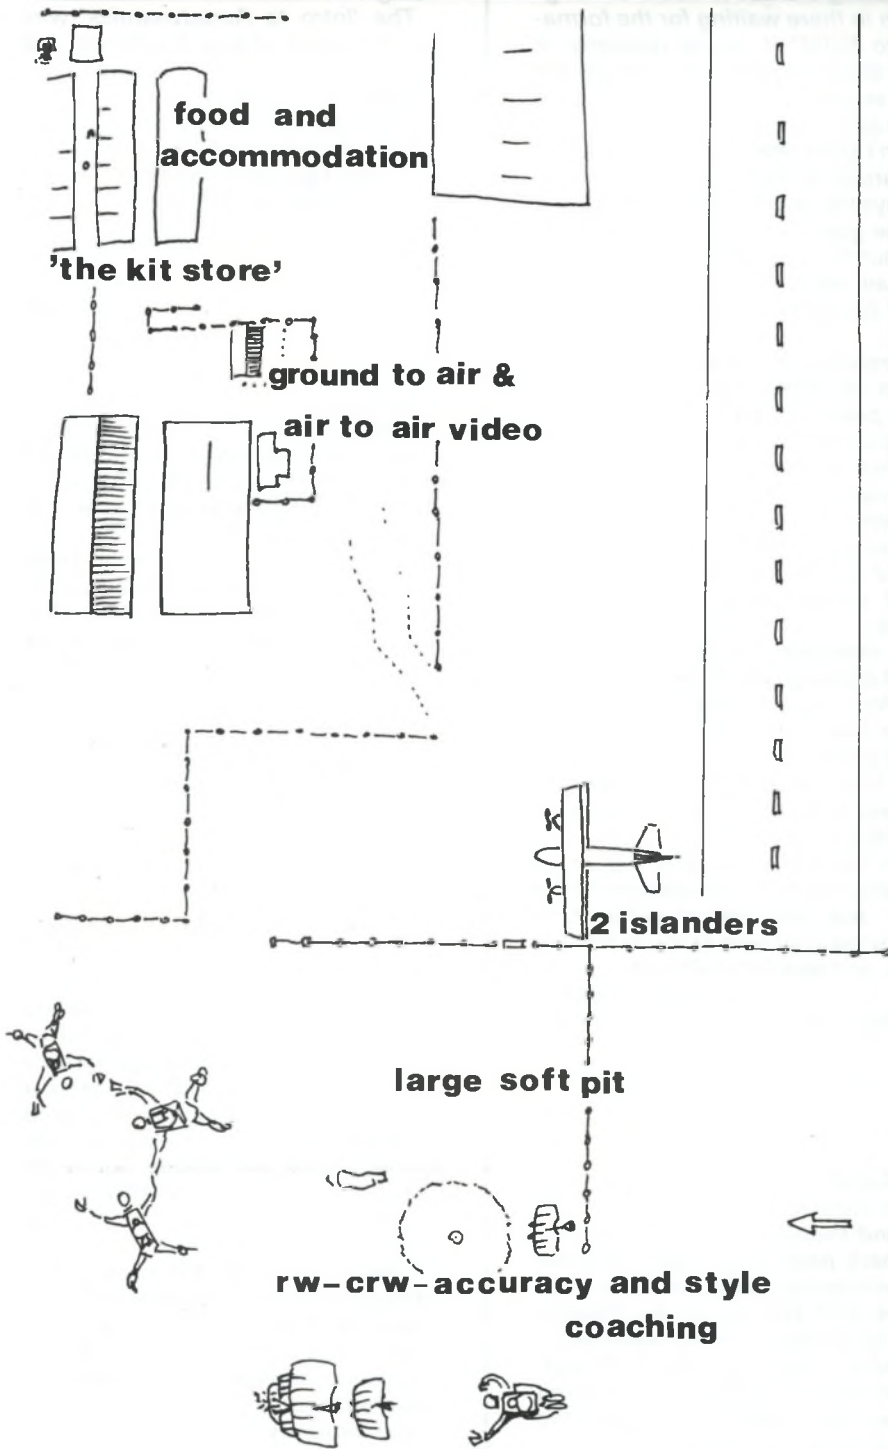 food and
accommodation
'the kit store'
ground to air &
air to air video
2 islanders
large soft pit
rw-crw-accuracy and style
coaching